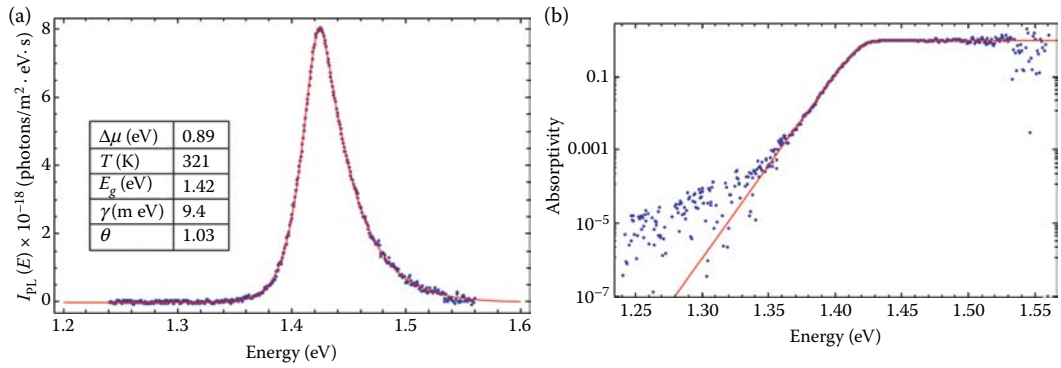 (a)
8
6
4
2
0
I_PL (E) × 10⁻¹⁸ (photons/m² · eV· s)
Δμ (eV) 0.89
T (K) 321
E_g (eV) 1.42
γ(m eV) 9.4
θ 1.03
1.2 1.3 1.4 1.5 1.6
Energy (eV)
(b)
0.1
0.001
10⁻⁵
10⁻⁷
Absorptivity
1.25 1.30 1.35 1.40 1.45 1.50 1.55
Energy (eV)